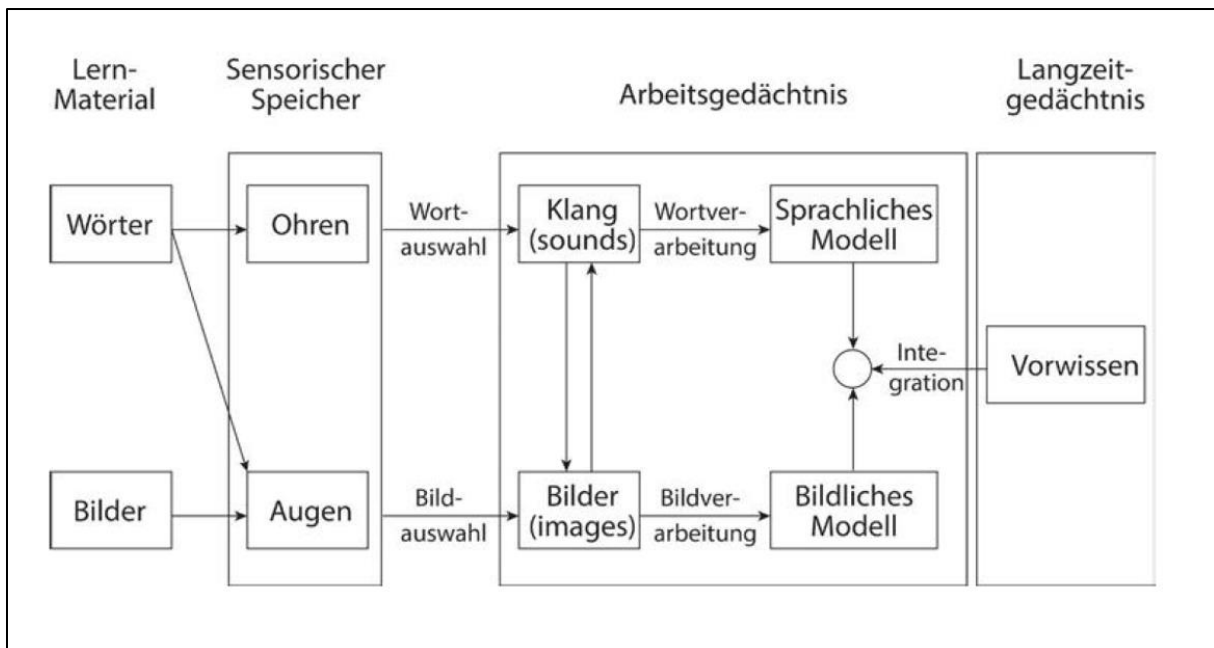 Lern-
Material
Sensorischer
Speicher
Arbeitsgedächtnis
Langzeit-
gedächtnis
Wörter
Ohren
Wort-
auswahl
Klang
(sounds)
Wortver-
arbeitung
Sprachliches
Modell
Inte-
gration
Vorwissen
Bilder
Augen
Bild-
auswahl
Bilder
(images)
Bildver-
arbeitung
Bildliches
Modell